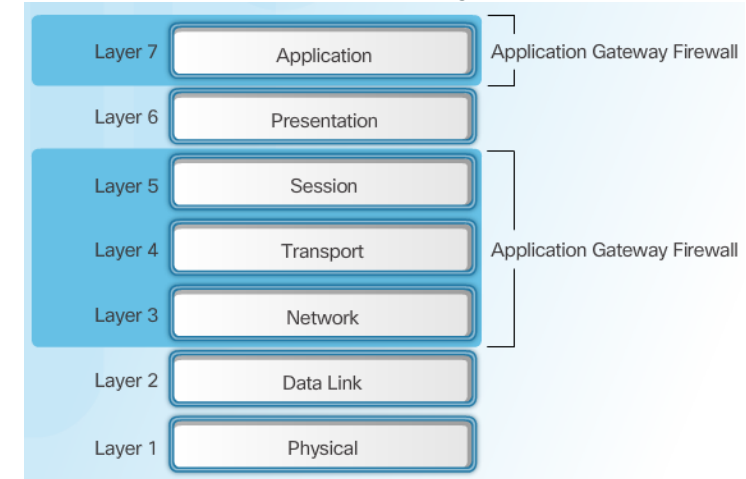 Layer 7 Application Application Gateway Firewall
Layer 6 Presentation
Layer 5 Session
Layer 4 Transport Application Gateway Firewall
Layer 3 Network
Layer 2 Data Link
Layer 1 Physical